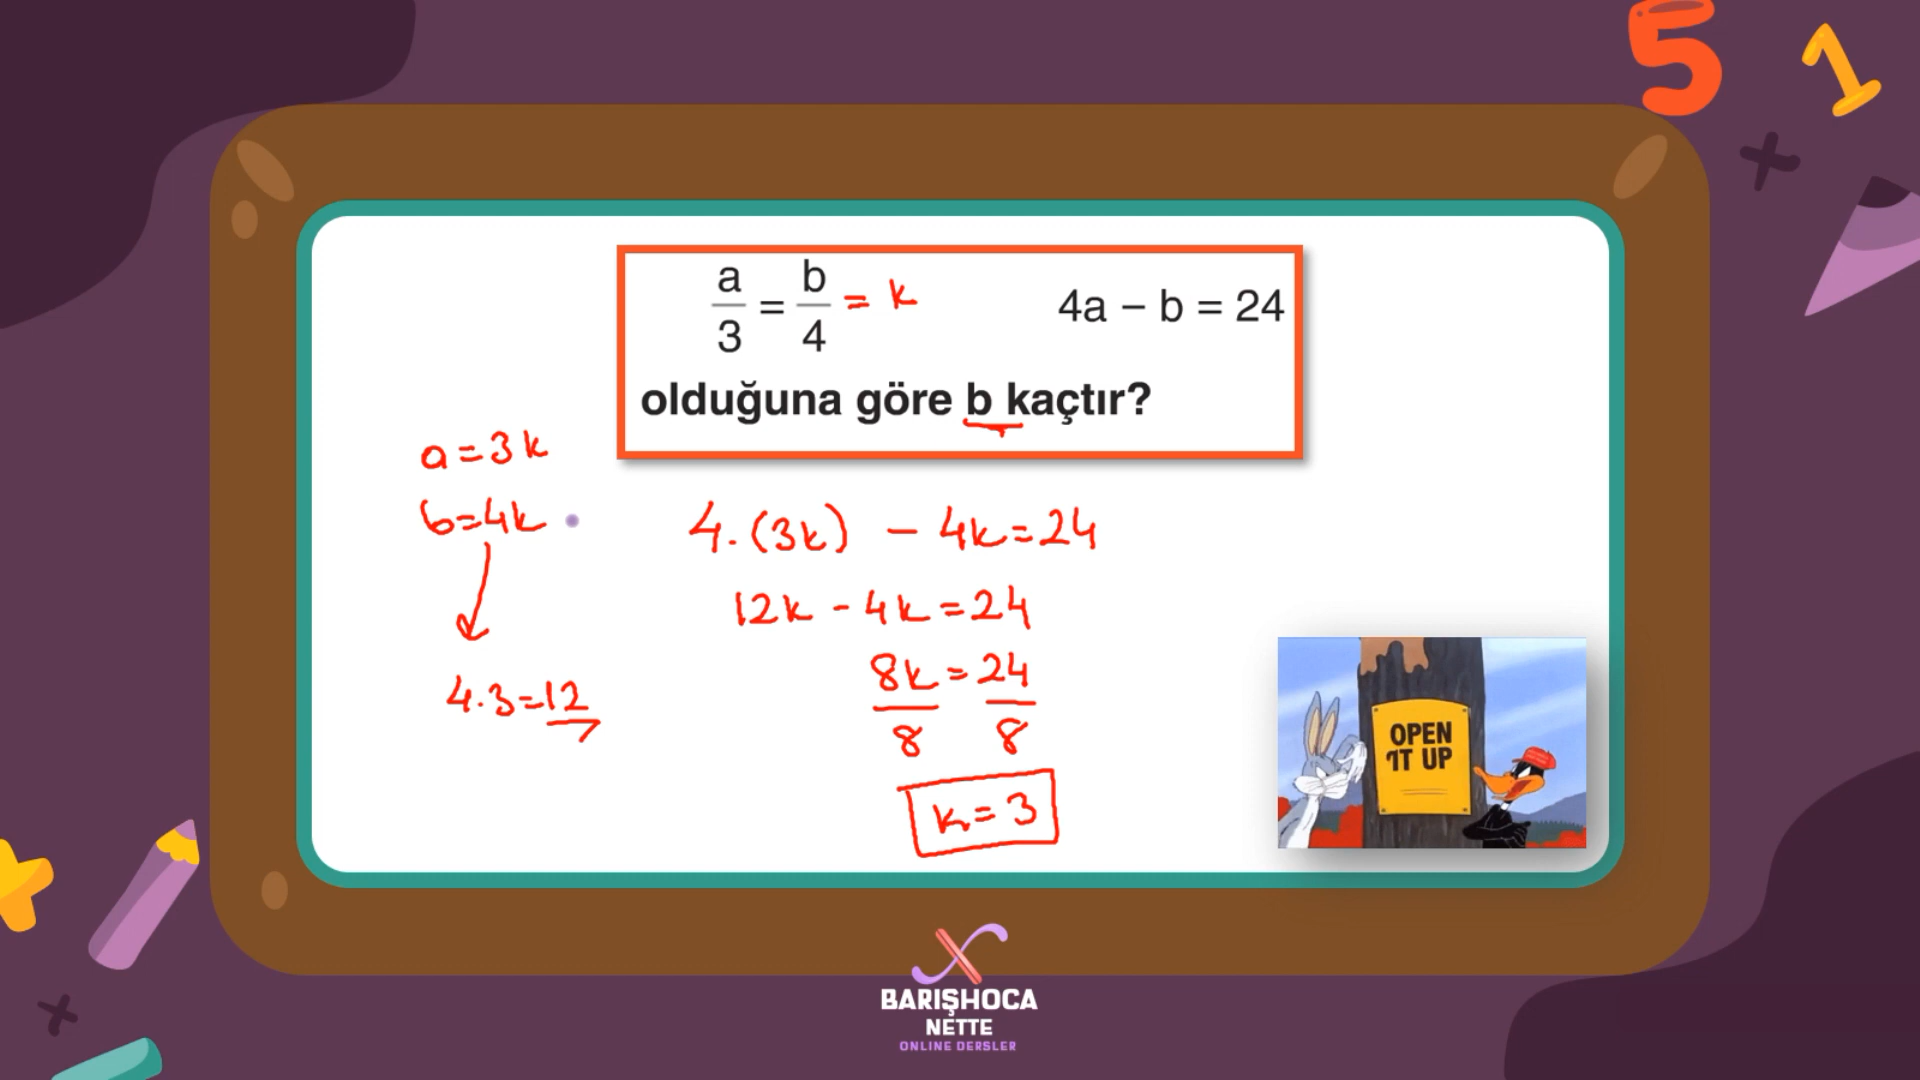 5 1
a/3 = b/4 = k 4a − b = 24
olduğuna göre b kaçtır?
a=3k
b=4k
4.3=12
4.(3k) - 4k=24
12k - 4k=24
8k/8 = 24/8
k=3
OPEN
IT UP
BARIŞHOCA
NETTE
ONLINE DERSLER